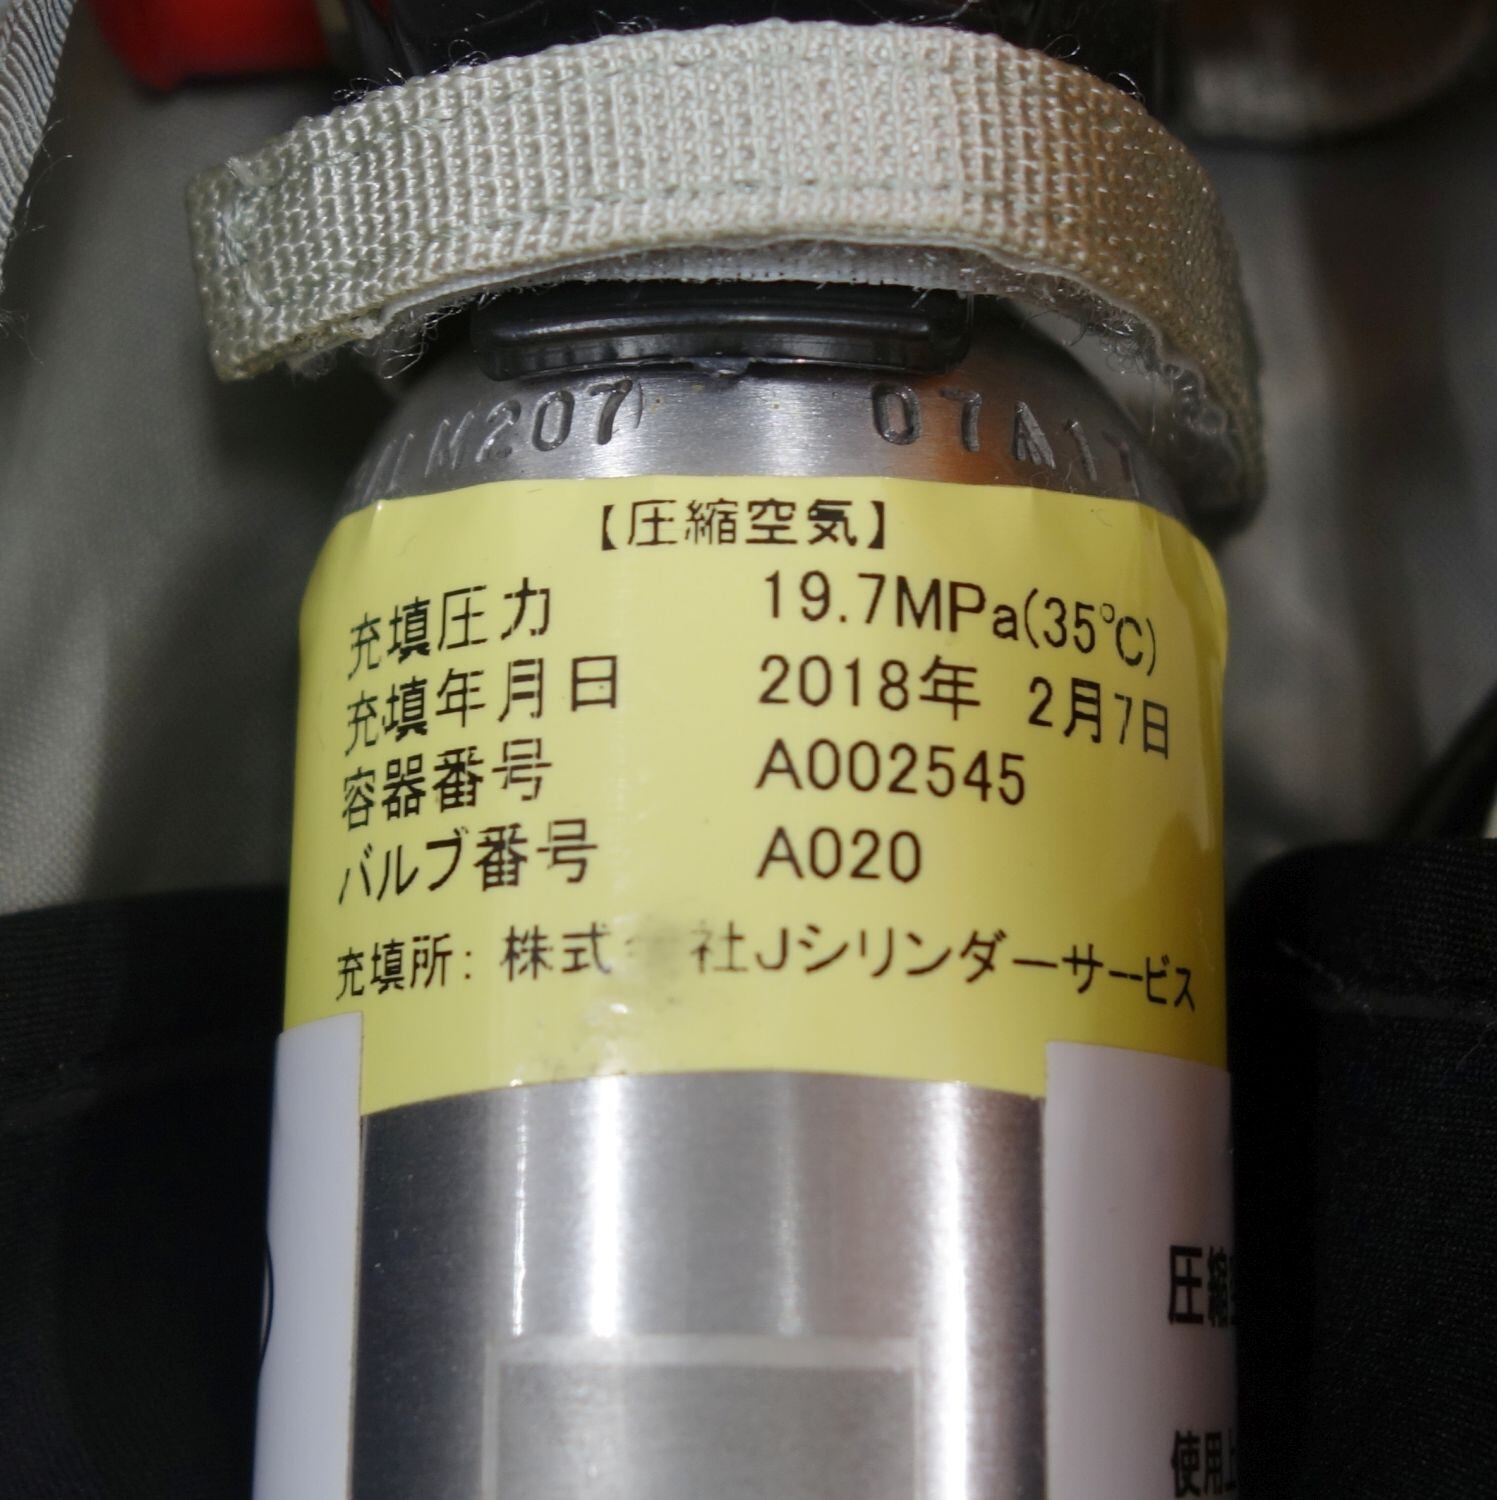 M207 07A17
【圧縮空気】
充填圧力 19.7MPa(35℃)
充填年月日 2018年 2月7日
容器番号 A002545
バルブ番号 A020
充填所: 株式 社Jシリンダーサービス
圧縮
使用上